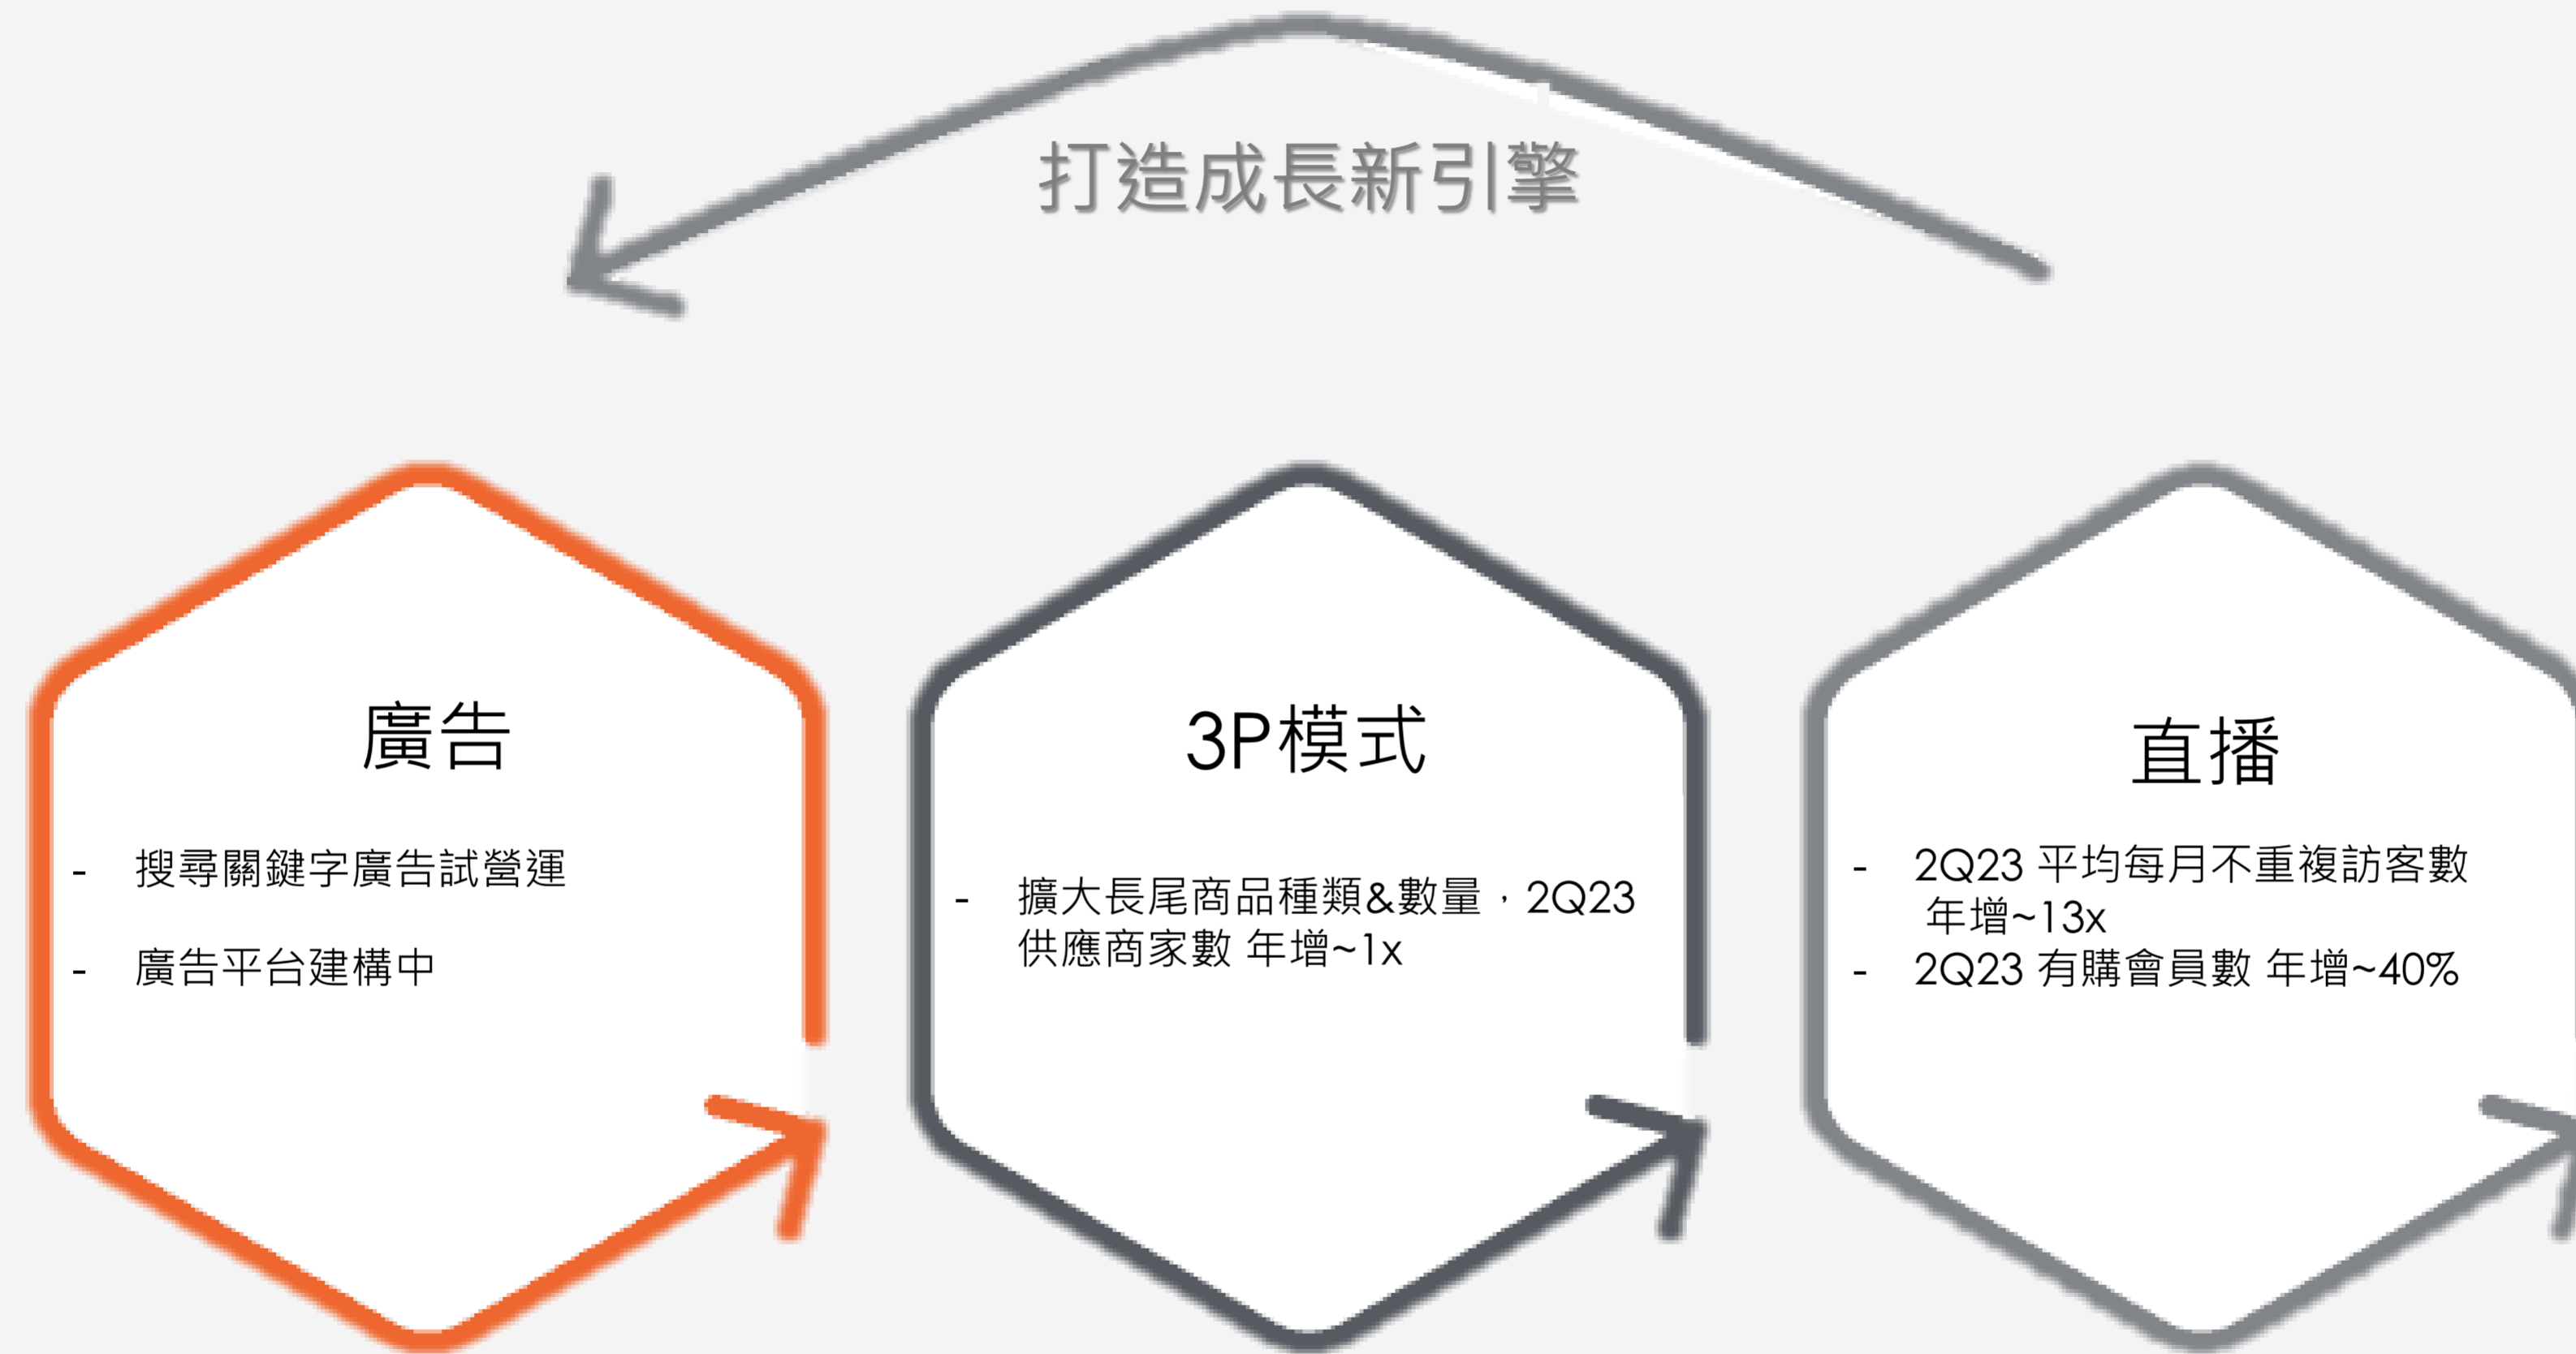 打造成長新引擎
廣告
- 搜尋關鍵字廣告試營運
- 廣告平台建構中
3P模式
- 擴大長尾商品種類&數量，2Q23
供應商家數 年增~1x
直播
- 2Q23 平均每月不重複訪客數
年增~13x
- 2Q23 有購會員數 年增~40%